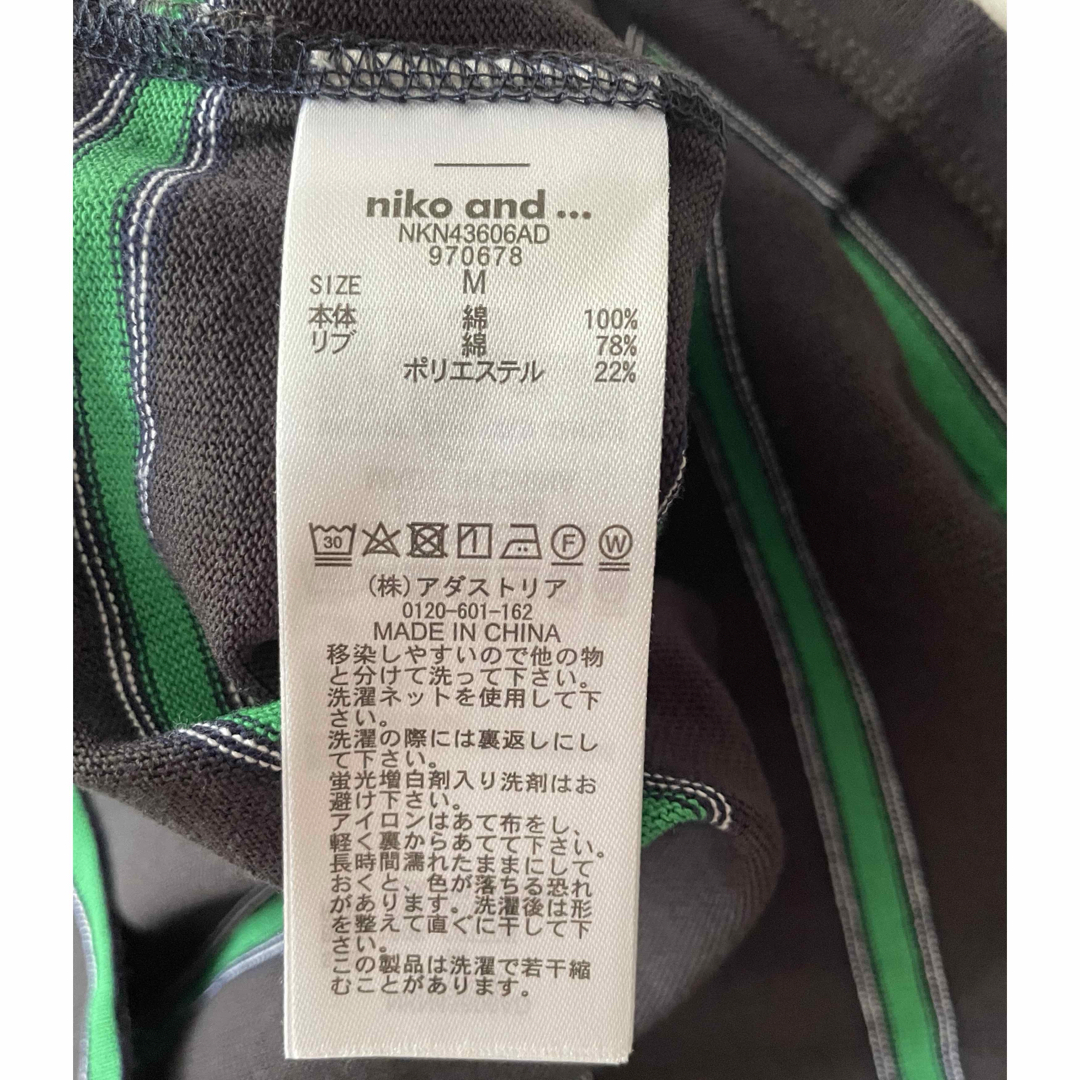 niko and ...
NKN43606AD
970678
SIZE M
本体 綿 100%
リブ 綿 78%
ポリエステル 22%
30 F W
(株)アダストリア
0120-601-162
MADE IN CHINA
移染しやすいので他の物
と分けて洗って下さい。
洗濯ネットを使用して下
さい。
洗濯の際には裏返しにし
て下さい。
蛍光増白剤入り洗剤はお
避け下さい。
アイロンはあて布をし、
軽く裏からあてて下さい。
長時間濡れたままにして
おくと、色が落ちる恐れ
があります。洗濯後は形
を整えて直ぐに干して下
さい。
この製品は洗濯で若干縮
むことがあります。